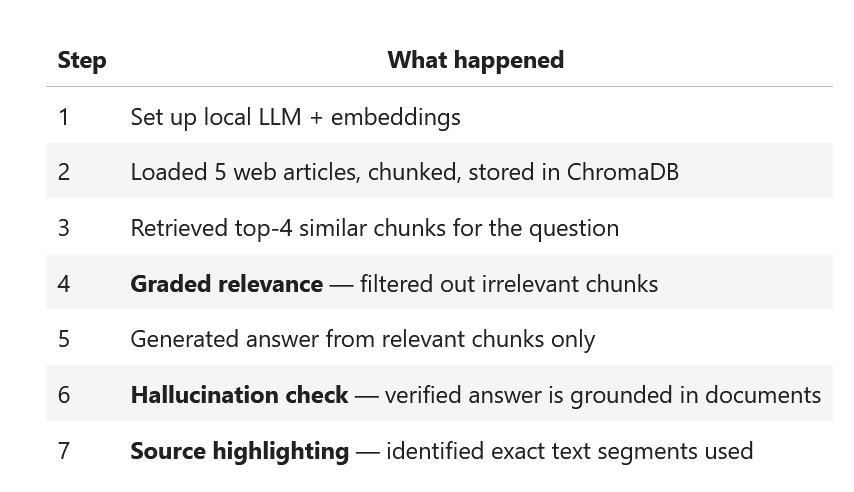 Step What happened
1 Set up local LLM + embeddings
2 Loaded 5 web articles, chunked, stored in ChromaDB
3 Retrieved top-4 similar chunks for the question
4 Graded relevance — filtered out irrelevant chunks
5 Generated answer from relevant chunks only
6 Hallucination check — verified answer is grounded in documents
7 Source highlighting — identified exact text segments used